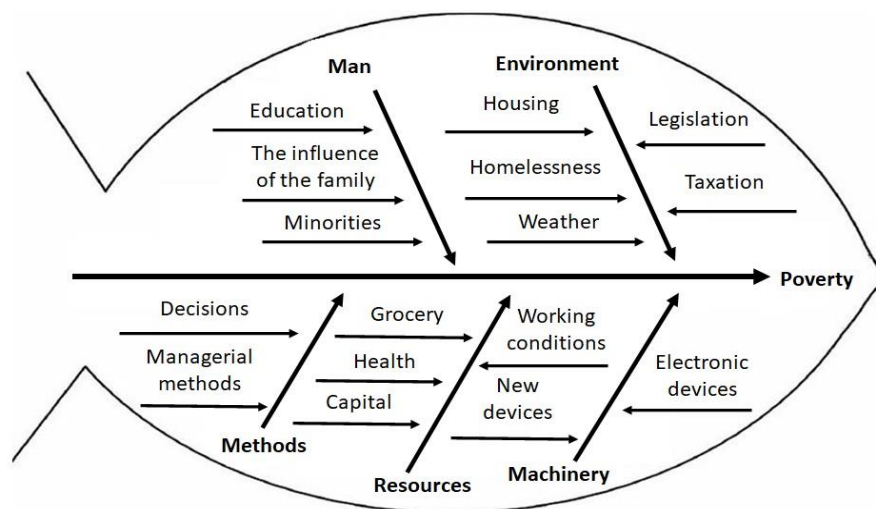 Man
Environment
Education
Housing
Legislation
The influence
of the family
Homelessness
Taxation
Minorities
Weather
Poverty
Decisions
Grocery
Working
conditions
Managerial
methods
Health
Electronic
devices
Capital
New
devices
Methods
Resources
Machinery